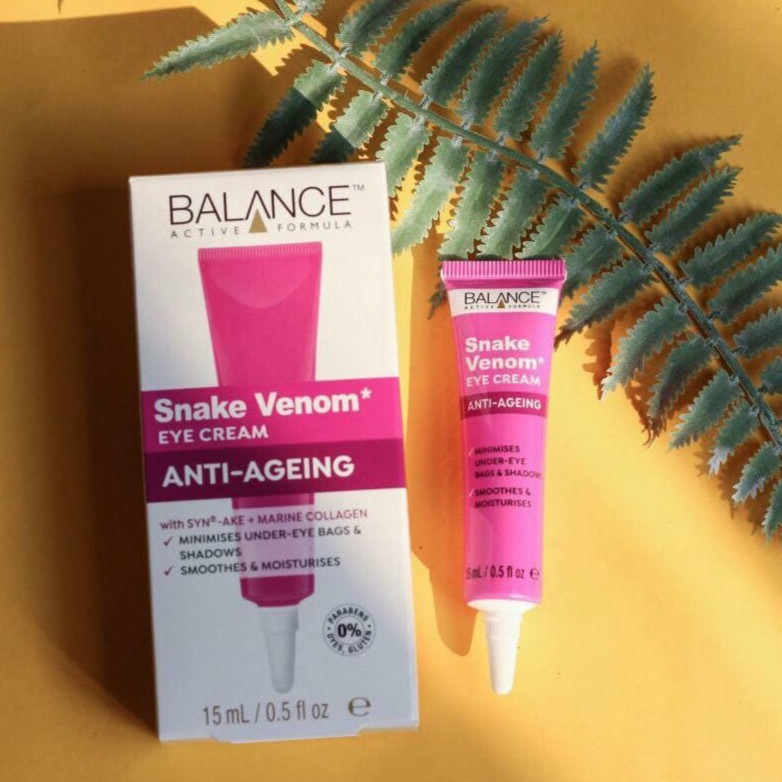 BALANCE™
ACTIVE FORMULA
Snake Venom*
EYE CREAM
ANTI-AGEING
with SYN®-AKE + MARINE COLLAGEN
✓ MINIMISES UNDER-EYE BAGS &
SHADOWS
✓ SMOOTHES & MOISTURISES
PARABENS
0%
DYES, GLUTEN
15 mL / 0.5 fl oz ℮
BALANCE™
ACTIVE FORMULA
Snake
Venom*
EYE CREAM
ANTI-AGEING
✓ MINIMISES
UNDER-EYE
BAGS & SHADOWS
✓ SMOOTHES &
MOISTURISES
15 mL / 0.5 fl oz ℮